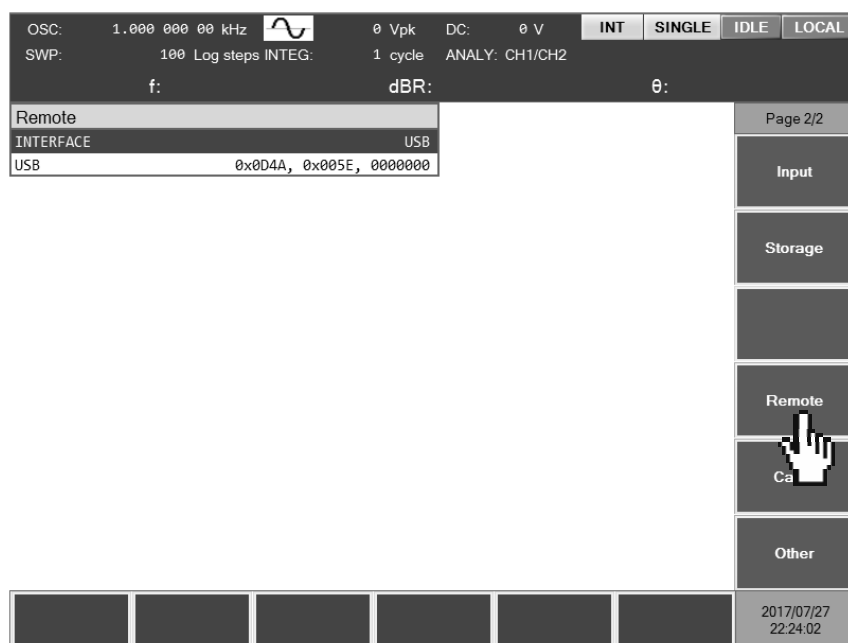 OSC: 1.000 000 00 kHz 0 Vpk DC: 0 V INT SINGLE IDLE LOCAL
SWP: 100 Log steps INTEG: 1 cycle ANALY: CH1/CH2
f: dBR: θ:
Remote
INTERFACE USB
USB 0x0D4A, 0x005E, 0000000
Page 2/2
Input
Storage
Remote
Other
2017/07/27
22:24:02